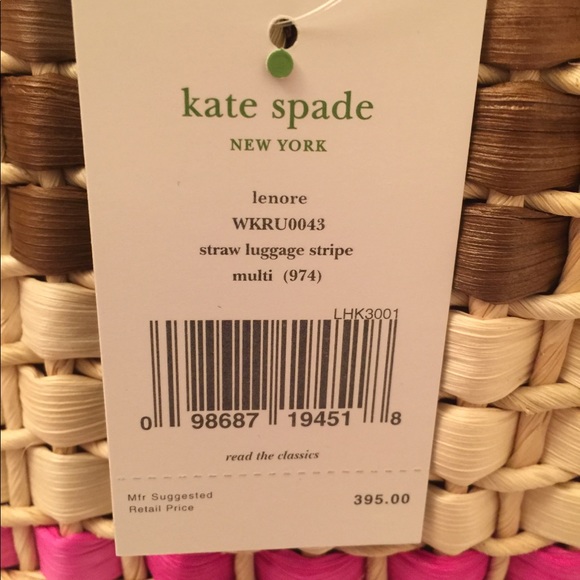 kate spade
NEW YORK
lenore
WKRU0043
straw luggage stripe
multi (974)
LHK3001
0 98687 19451 8
read the classics
Mfr Suggested
Retail Price
395.00